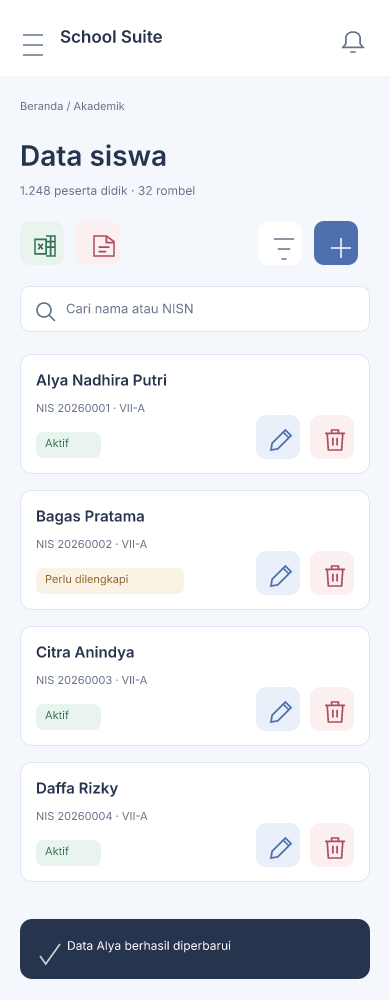 School Suite
Beranda / Akademik
Data siswa
1.248 peserta didik · 32 rombel
Cari nama atau NISN
Alya Nadhira Putri
NIS 20260001 · VII-A
Aktif
Bagas Pratama
NIS 20260002 · VII-A
Perlu dilengkapi
Citra Anindya
NIS 20260003 · VII-A
Aktif
Daffa Rizky
NIS 20260004 · VII-A
Aktif
Data Alya berhasil diperbarui